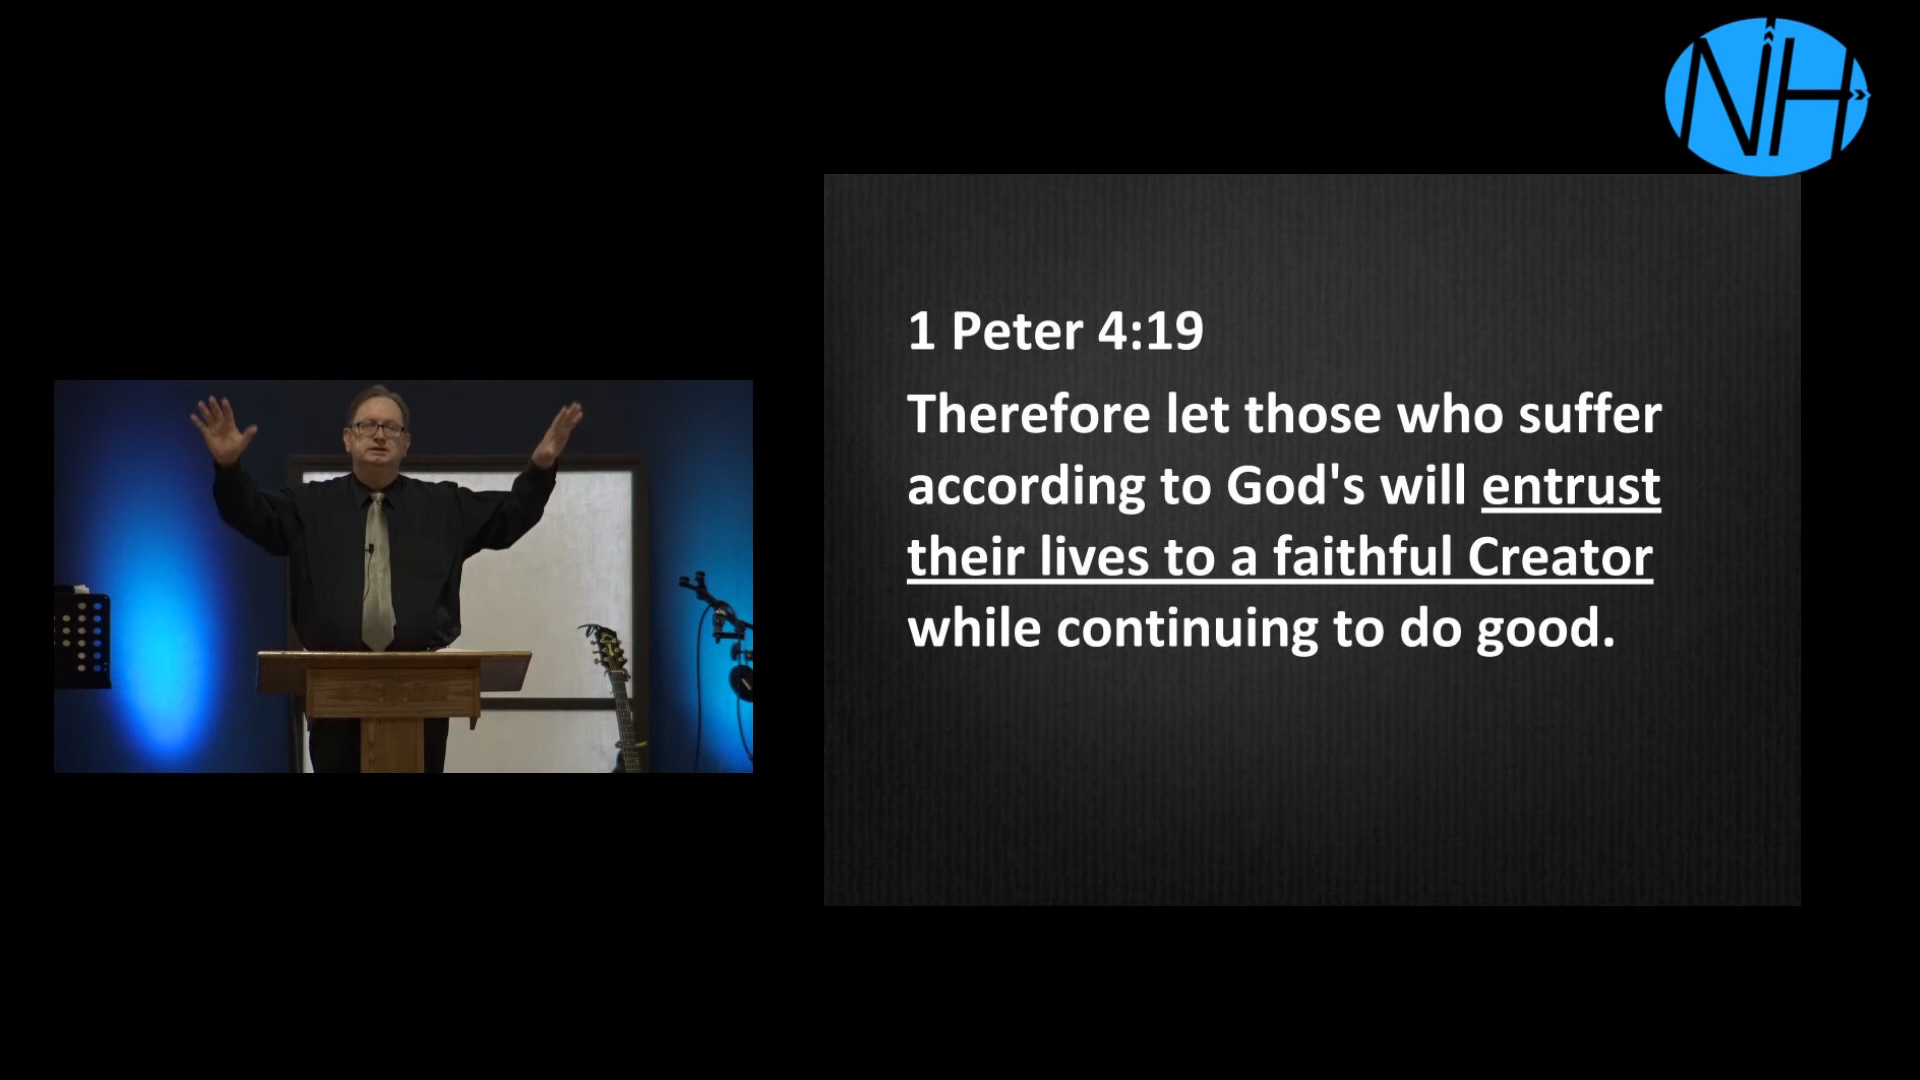 NH
1 Peter 4:19
Therefore let those who suffer
according to God's will entrust
their lives to a faithful Creator
while continuing to do good.